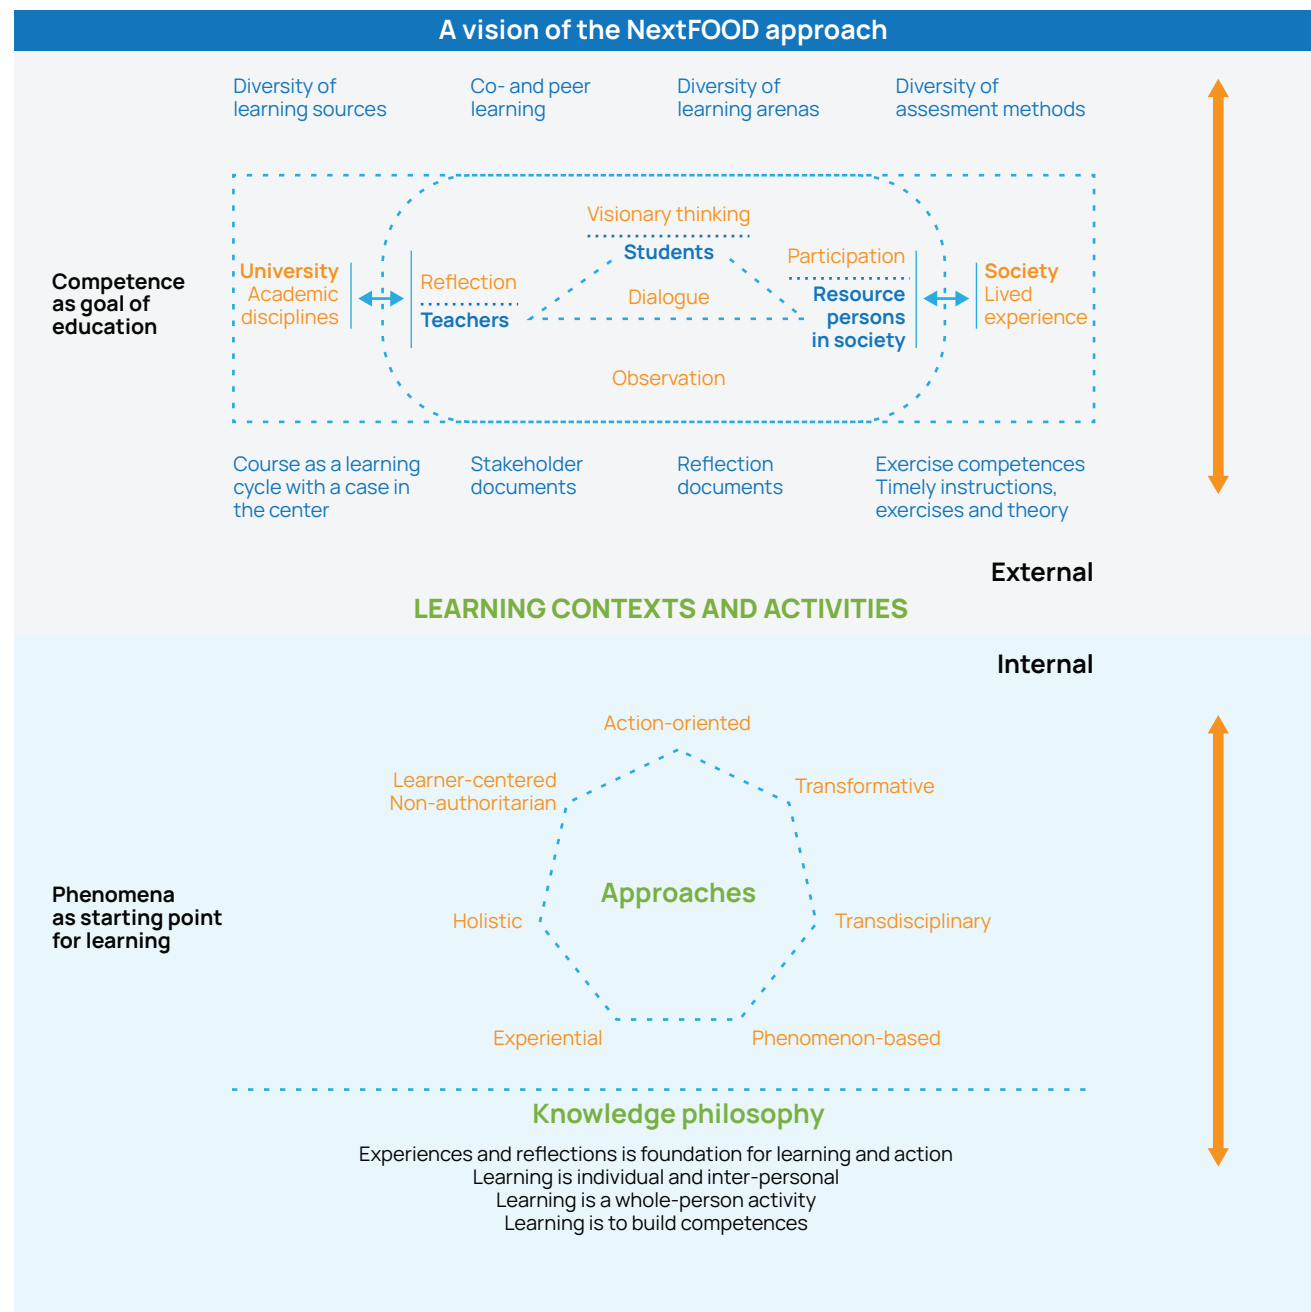 A vision of the NextFOOD approach
Diversity of
learning sources
Co- and peer
learning
Diversity of
learning arenas
Diversity of
assesment methods
Competence
as goal of
education
University
Academic
disciplines
Reflection
Teachers
Visionary thinking
Students
Dialogue
Observation
Participation
Resource
persons
in society
Society
Lived
experience
Course as a learning
cycle with a case in
the center
Stakeholder
documents
Reflection
documents
Exercise competences
Timely instructions,
exercises and theory
External
LEARNING CONTEXTS AND ACTIVITIES
Internal
Phenomena
as starting point
for learning
Action-oriented
Learner-centered
Non-authoritarian
Transformative
Approaches
Holistic
Transdisciplinary
Experiential
Phenomenon-based
Knowledge philosophy
Experiences and reflections is foundation for learning and action
Learning is individual and inter-personal
Learning is a whole-person activity
Learning is to build competences